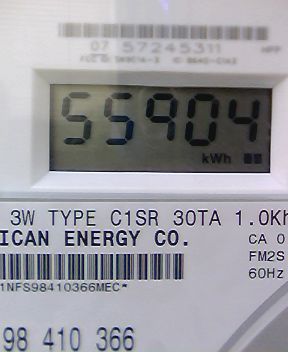 07 57245311
55904
kWh
3W TYPE C1SR 30TA 1.0Kh
ICAN ENERGY CO.
CA 0
FM2S
60Hz
1NFS98410366MEC*
98 410 366